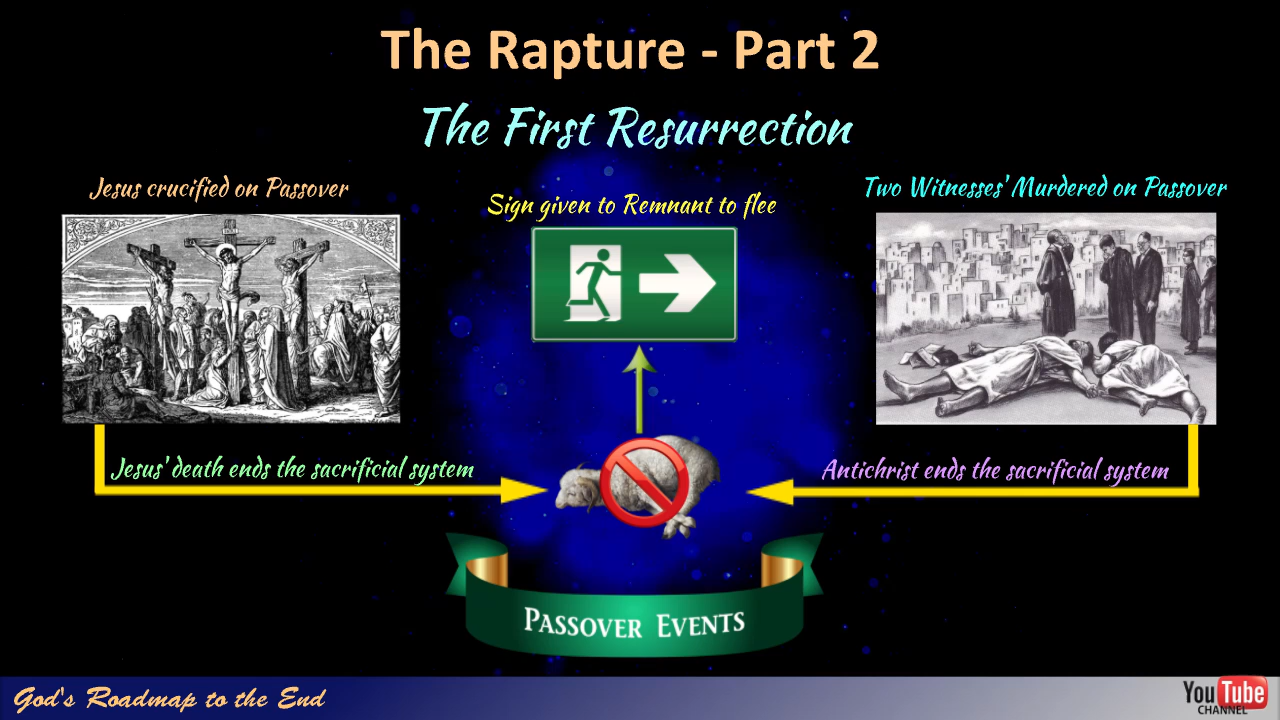 The Rapture - Part 2
The First Resurrection
Jesus crucified on Passover
Sign given to Remnant to flee
Two Witnesses' Murdered on Passover
Jesus' death ends the sacrificial system
Antichrist ends the sacrificial system
Passover Events
God's Roadmap to the End
YouTube
CHANNEL